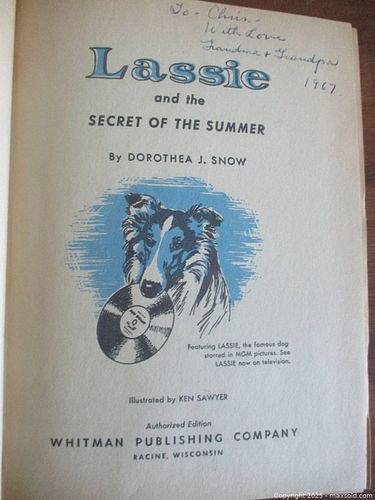 To - Chris -
With Love
Grandma & Grandpa
1967
Lassie
and the
SECRET OF THE SUMMER
By DOROTHEA J. SNOW
Featuring LASSIE, the famous dog
starred in MGM pictures. See
LASSIE now on television.
Illustrated by KEN SAWYER
Authorized Edition
WHITMAN PUBLISHING COMPANY
RACINE, WISCONSIN
Copyright 2025 - maxsold.com